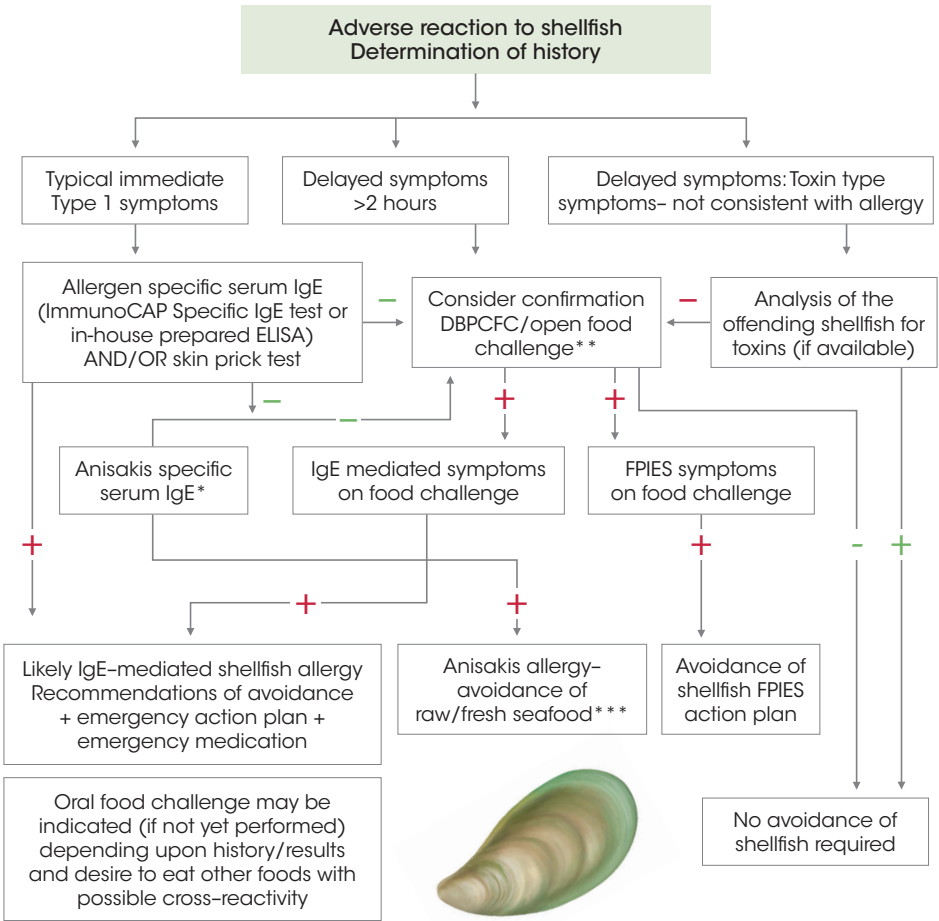 Adverse reaction to shellfish
Determination of history
Typical immediate
Type 1 symptoms
Delayed symptoms
>2 hours
Delayed symptoms: Toxin type
symptoms– not consistent with allergy
Allergen specific serum IgE
(ImmunoCAP Specific IgE test or
in-house prepared ELISA)
AND/OR skin prick test
–
Consider confirmation
DBPCFC/open food
challenge**
–
Analysis of the
offending shellfish for
toxins (if available)
–
–
+
+
Anisakis specific
serum IgE*
IgE mediated symptoms
on food challenge
FPIES symptoms
on food challenge
+
+
-
+
+
+
Likely IgE–mediated shellfish allergy
Recommendations of avoidance
+ emergency action plan +
emergency medication
Anisakis allergy–
avoidance of
raw/fresh seafood***
Avoidance of
shellfish FPIES
action plan
Oral food challenge may be
indicated (if not yet performed)
depending upon history/results
and desire to eat other foods with
possible cross–reactivity
No avoidance of
shellfish required